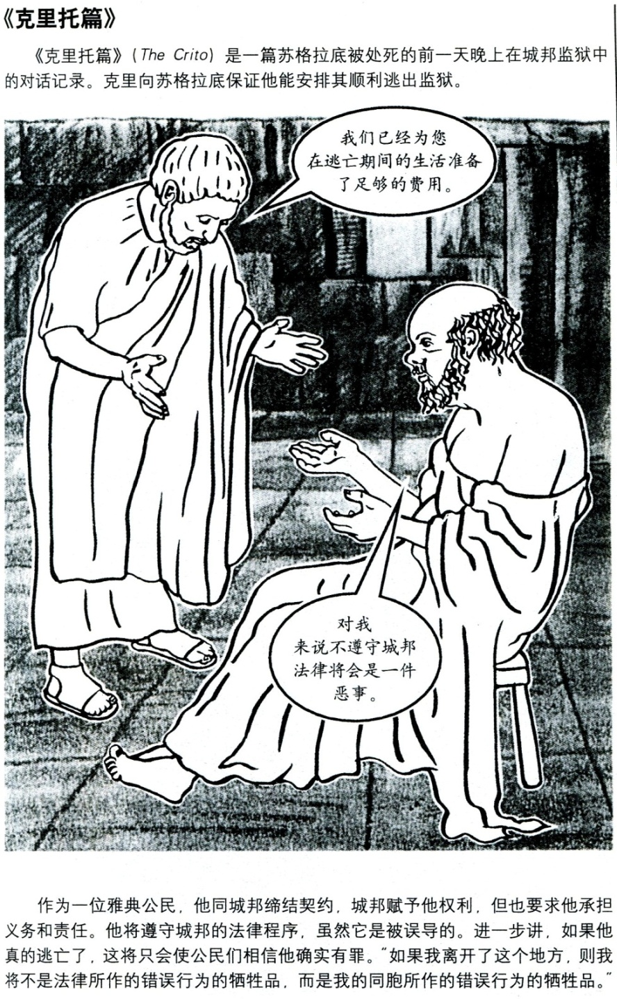 《克里托篇》
《克里托篇》(The Crito) 是一篇苏格拉底被处死的前一天晚上在城邦监狱中
的对话记录。克里向苏格拉底保证他能安排其顺利逃出监狱。
我们已经为您
在逃亡期间的生活准备
了足够的费用。
对我
来说不遵守城邦
法律将会是一件
恶事。
作为一位雅典公民，他同城邦缔结契约，城邦赋予他权利，但也要求他承担
义务和责任。他将遵守城邦的法律程序，虽然它是被误导的。进一步讲，如果他
真的逃亡了，这将只会使公民们相信他确实有罪。“如果我离开了这个地方，则我
将不是法律所作的错误行为的牺牲品，而是我的同胞所作的错误行为的牺牲品。”